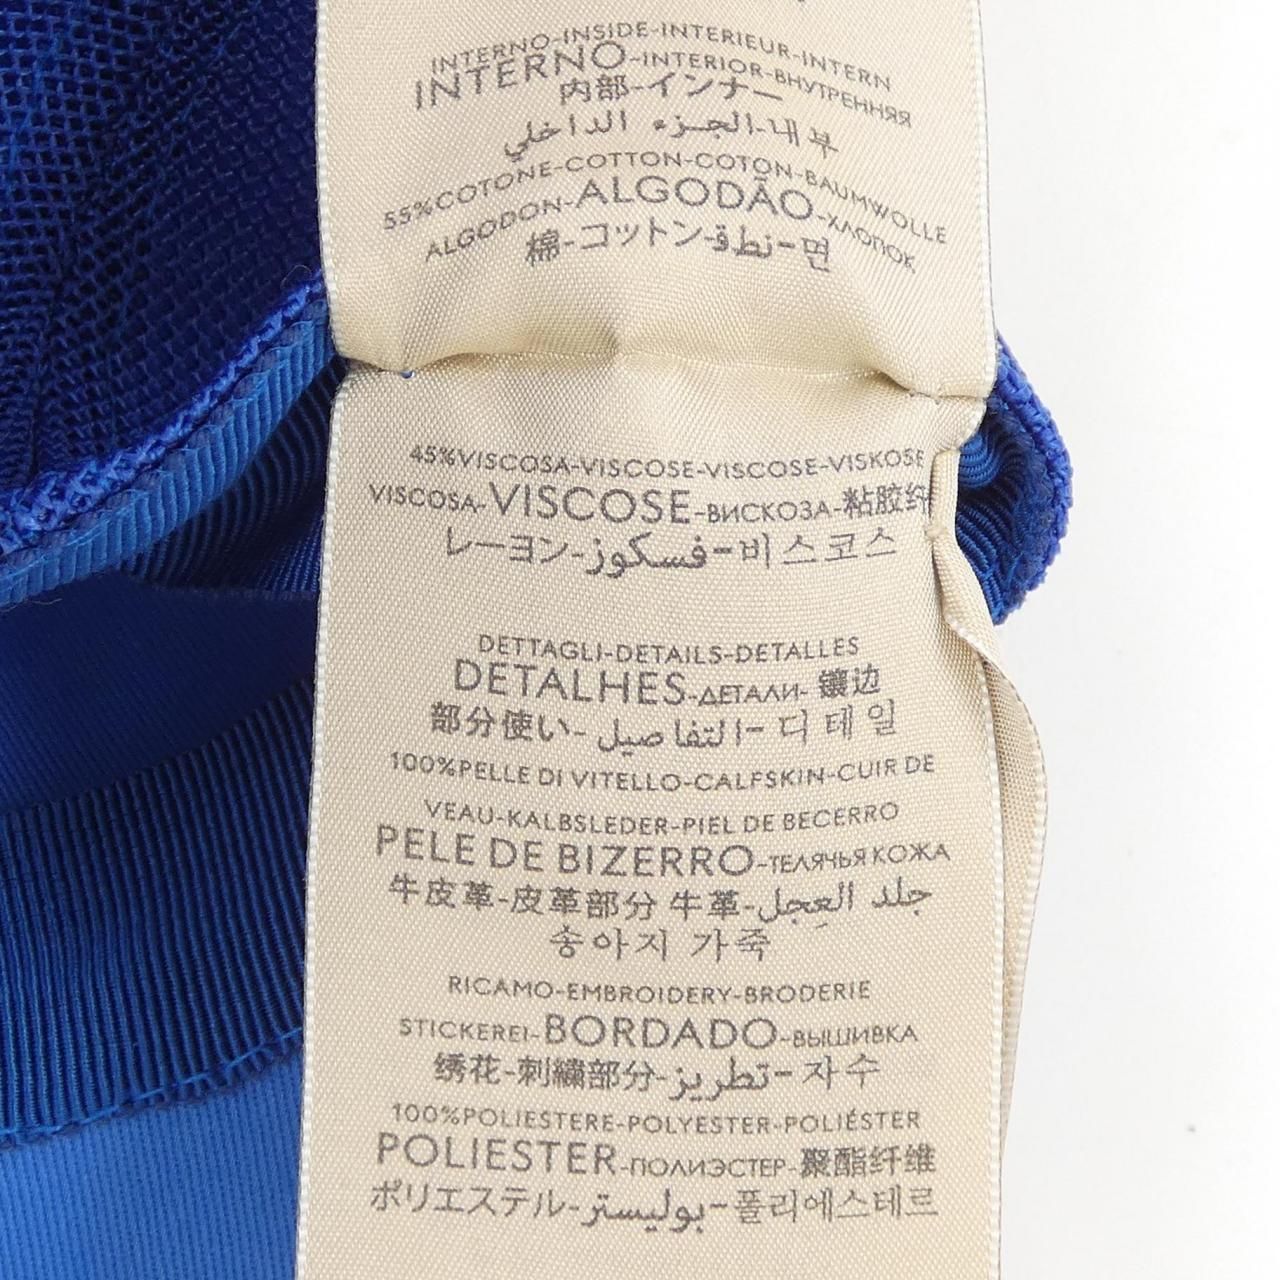 INTERNO-INSIDE-INTERIEUR-INTERN
INTERNO-INTERIOR-ВНУТРЕННЯЯ
内部-インナー
내부-الجزء الداخلي
55%COTONE-COTTON-COTON-BAUMWOLLE
ALGODON-ALGODÃO-ХЛОПОК
棉-コットン-نطق-면
45%VISCOSA-VISCOSE-VISCOSE-VISKOSE
VISCOSA-VISCOSE-ВИСКОЗА-粘胶纤
レーヨン-فسكوز-비스코스
DETTAGLI-DETAILS-DETALLES
DETALHES-ДЕТАЛИ-镶边
部分使い-التفاصيل-디테일
100%PELLE DI VITELLO-CALFSKIN-CUIR DE
VEAU-KALBSLEDER-PIEL DE BECERRO
PELE DE BIZERRO-ТЕЛЯЧЬЯ КОЖА
牛皮革-皮革部分 牛革-جلد العِجل
송아지 가죽
RICAMO-EMBROIDERY-BRODERIE
STICKEREI-BORDADO-ВЫШИВКА
绣花-刺繍部分-تطريز-자수
100%POLIESTERE-POLYESTER-POLIÉSTER
POLIESTER-ПОЛИЭСТЕР-聚酯纤维
ポリエステル-بوليستر-폴리에스테르